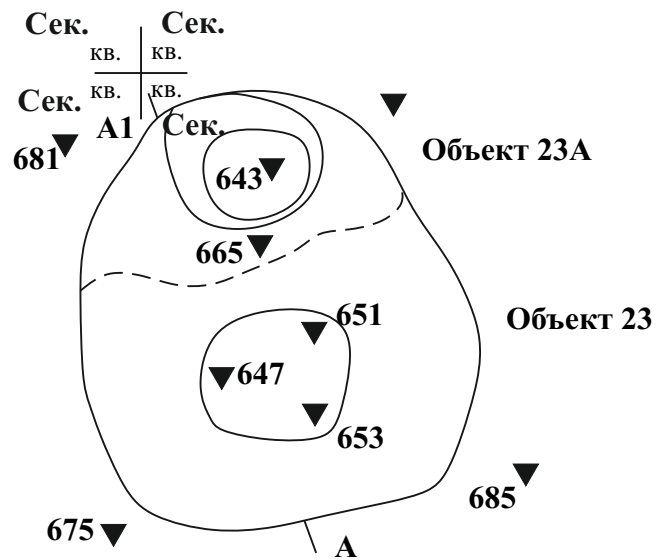 Сек. Сек.
кв. кв.
кв. кв.
Сек.
А1 Сек.
681
Объект 23А
643
665
651
Объект 23
647
653
685
675
А